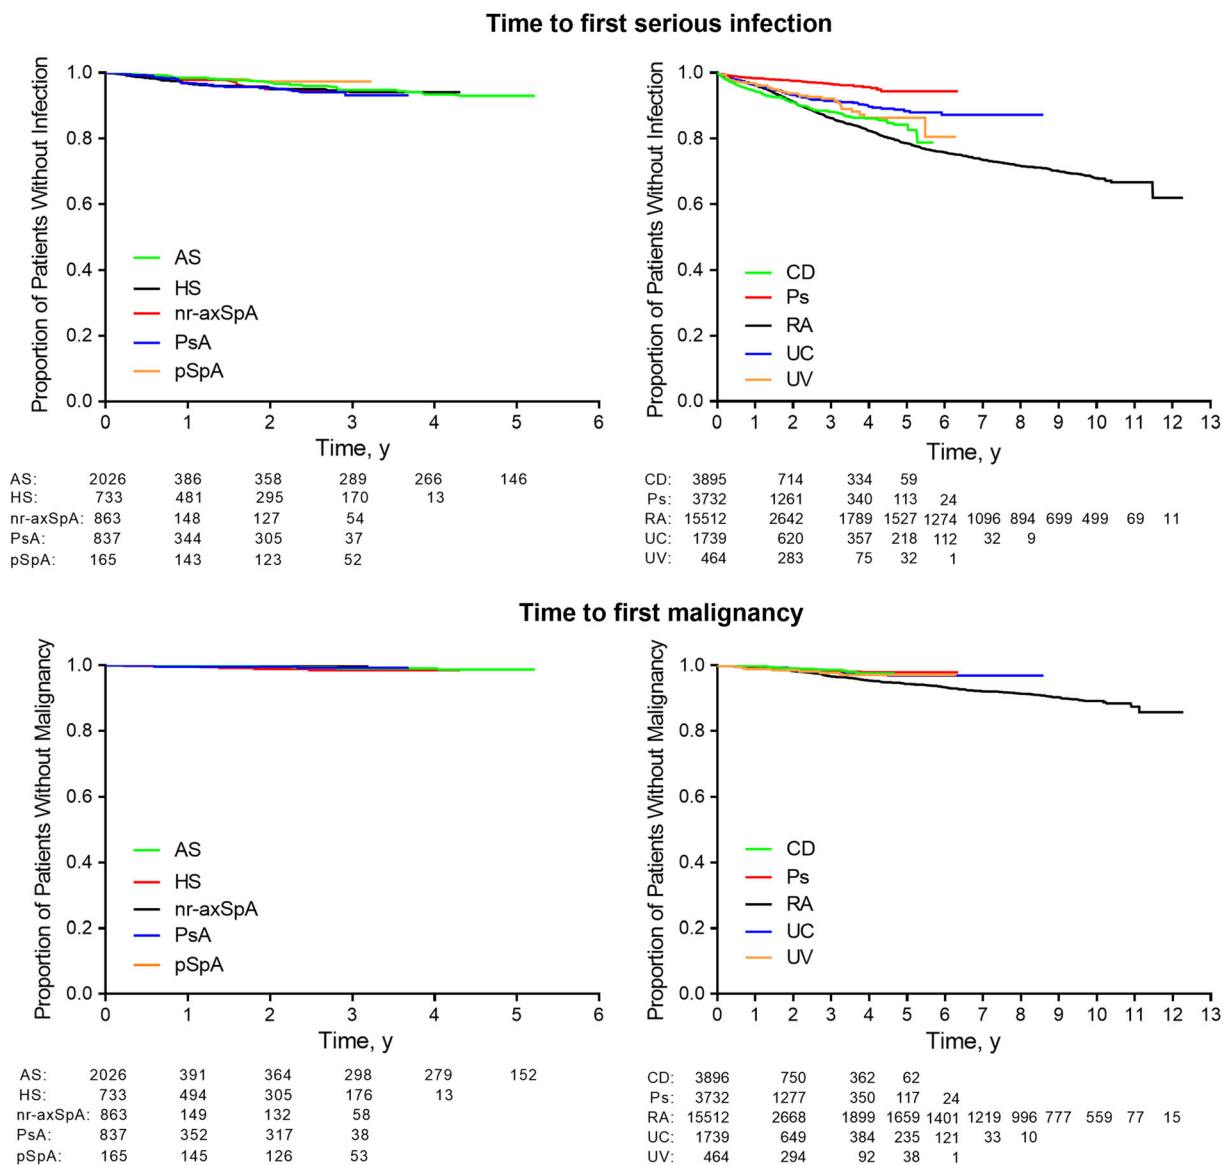 Time to first serious infection
Proportion of Patients Without Infection
1.0
0.8
0.6
0.4
0.2
0.0
AS
HS
nr-axSpA
PsA
pSpA
0 1 2 3 4 5 6
Time, y
AS: 2026 386 358 289 266 146
HS: 733 481 295 170 13
nr-axSpA: 863 148 127 54
PsA: 837 344 305 37
pSpA: 165 143 123 52
Proportion of Patients Without Infection
1.0
0.8
0.6
0.4
0.2
0.0
CD
Ps
RA
UC
UV
0 1 2 3 4 5 6 7 8 9 10 11 12 13
Time, y
CD: 3895 714 334 59
Ps: 3732 1261 340 113 24
RA: 15512 2642 1789 1527 1274 1096 894 699 499 69 11
UC: 1739 620 357 218 112 32 9
UV: 464 283 75 32 1
Time to first malignancy
Proportion of Patients Without Malignancy
1.0
0.8
0.6
0.4
0.2
0.0
AS
HS
nr-axSpA
PsA
pSpA
0 1 2 3 4 5 6
Time, y
AS: 2026 391 364 298 279 152
HS: 733 494 305 176 13
nr-axSpA: 863 149 132 58
PsA: 837 352 317 38
pSpA: 165 145 126 53
Proportion of Patients Without Malignancy
1.0
0.8
0.6
0.4
0.2
0.0
CD
Ps
RA
UC
UV
0 1 2 3 4 5 6 7 8 9 10 11 12 13
Time, y
CD: 3896 750 362 62
Ps: 3732 1277 350 117 24
RA: 15512 2668 1899 1659 1401 1219 996 777 559 77 15
UC: 1739 649 384 235 121 33 10
UV: 464 294 92 38 1